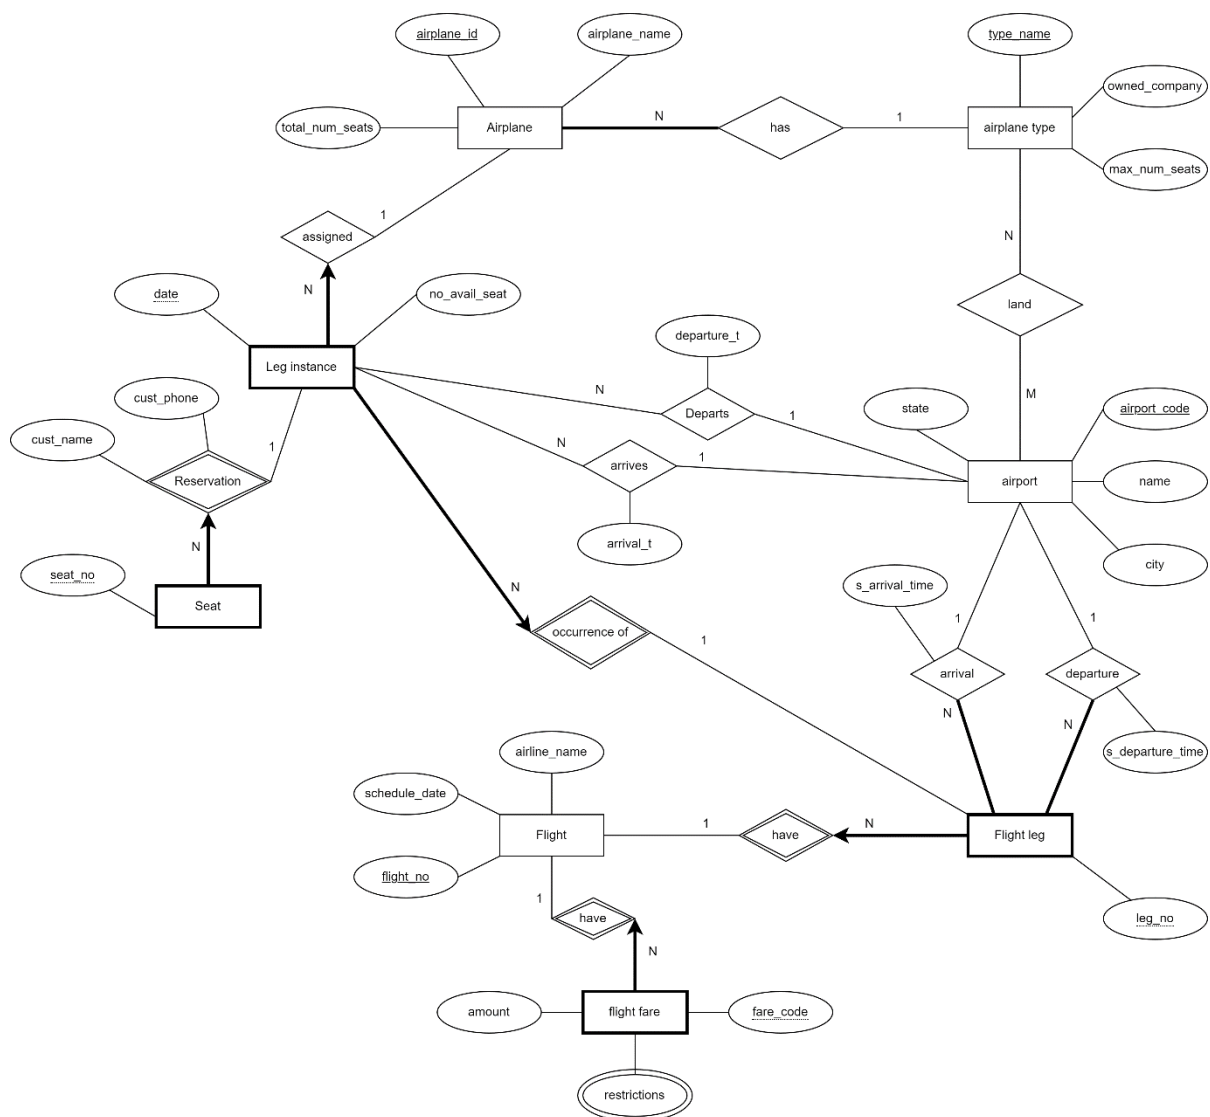 airplane_id
airplane_name
type_name
owned_company
total_num_seats
Airplane
N
has
1
airplane type
max_num_seats
1
assigned
N
N
date
no_avail_seat
land
departure_t
Leg instance
cust_phone
N
Departs
1
M
state
airport_code
cust_name
1
N
arrives
1
Reservation
airport
name
arrival_t
N
city
seat_no
Seat
N
s_arrival_time
occurrence of
1
1
1
arrival
departure
N
N
airline_name
s_departure_time
schedule_date
Flight
1
have
N
Flight leg
flight_no
1
have
leg_no
N
amount
flight fare
fare_code
restrictions